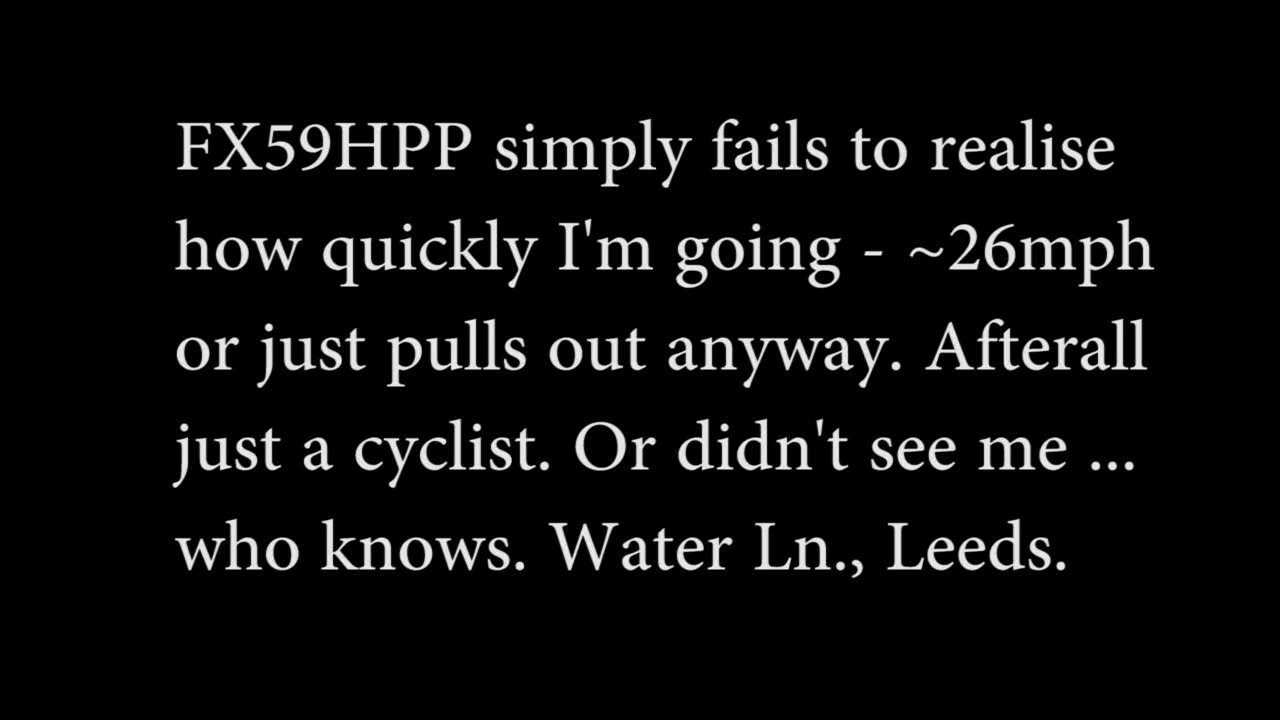 FX59HPP simply fails to realise
how quickly I'm going - ~26mph
or just pulls out anyway. Afterall
just a cyclist. Or didn't see me ...
who knows. Water Ln., Leeds.